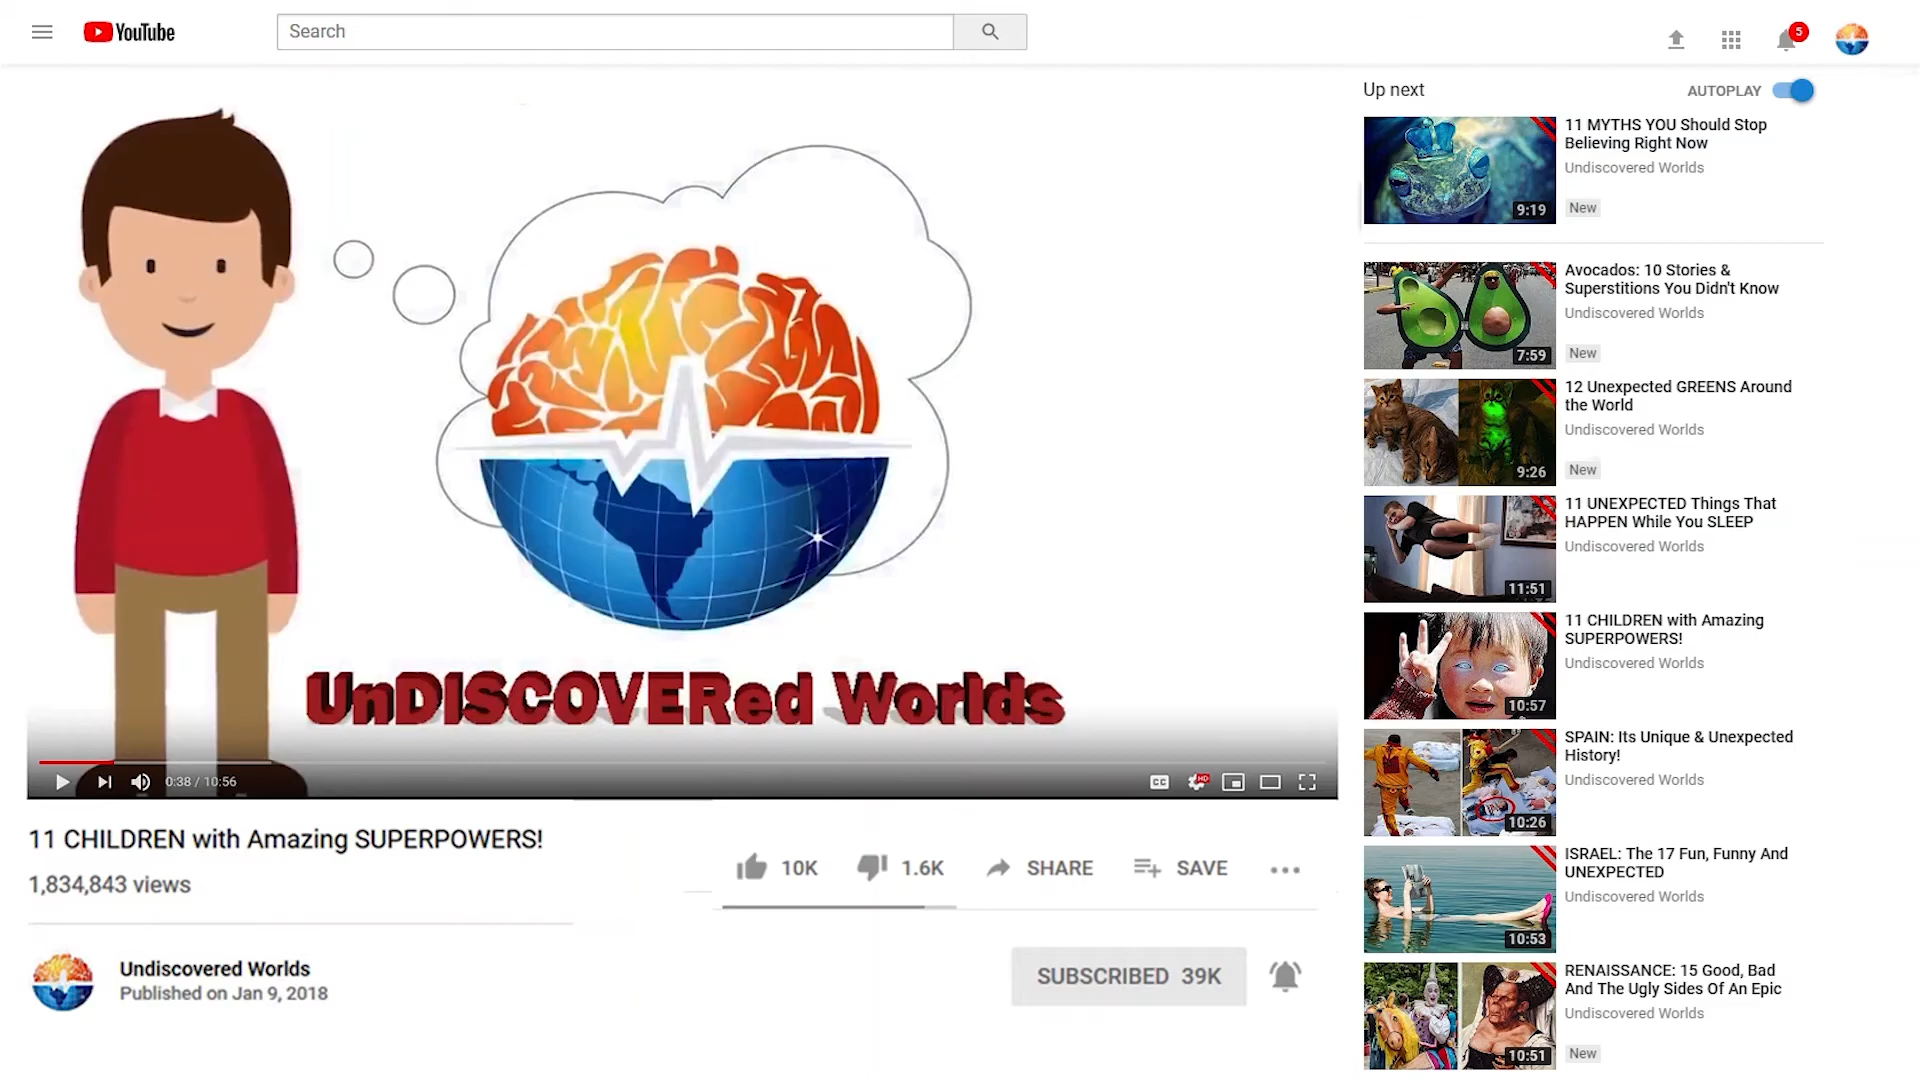 YouTube
Search
5
UnDISCOVERed Worlds
0:38 / 10:56
CC
HD
11 CHILDREN with Amazing SUPERPOWERS!
1,834,843 views
10K
1.6K
SHARE
SAVE
Undiscovered Worlds
Published on Jan 9, 2018
SUBSCRIBED 39K
Up next
AUTOPLAY
9:19
11 MYTHS YOU Should Stop
Believing Right Now
Undiscovered Worlds
New
7:59
Avocados: 10 Stories &
Superstitions You Didn't Know
Undiscovered Worlds
New
9:26
12 Unexpected GREENS Around
the World
Undiscovered Worlds
New
11:51
11 UNEXPECTED Things That
HAPPEN While You SLEEP
Undiscovered Worlds
10:57
11 CHILDREN with Amazing
SUPERPOWERS!
Undiscovered Worlds
10:26
SPAIN: Its Unique & Unexpected
History!
Undiscovered Worlds
10:53
ISRAEL: The 17 Fun, Funny And
UNEXPECTED
Undiscovered Worlds
10:51
RENAISSANCE: 15 Good, Bad
And The Ugly Sides Of An Epic
Undiscovered Worlds
New